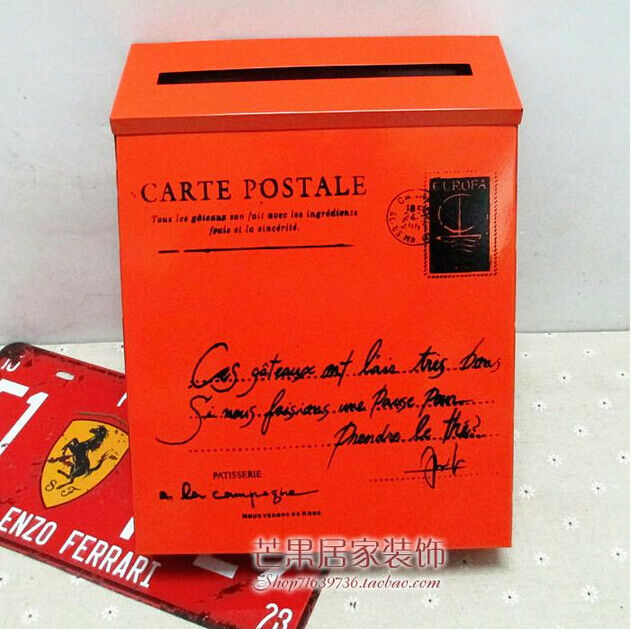 CARTE POSTALE
Tous les gâteaux son fait avec les ingrédients
frais et la sincérité.
EUROPA
Ces gâteaux ont l'air très bons
Si nous faisions une Pause pour
Prendre le thé?
PATISSERIE
a la campagne
ENZO FERRARI
SF
23
芒果居家装饰
Shop71639736.taobao.com